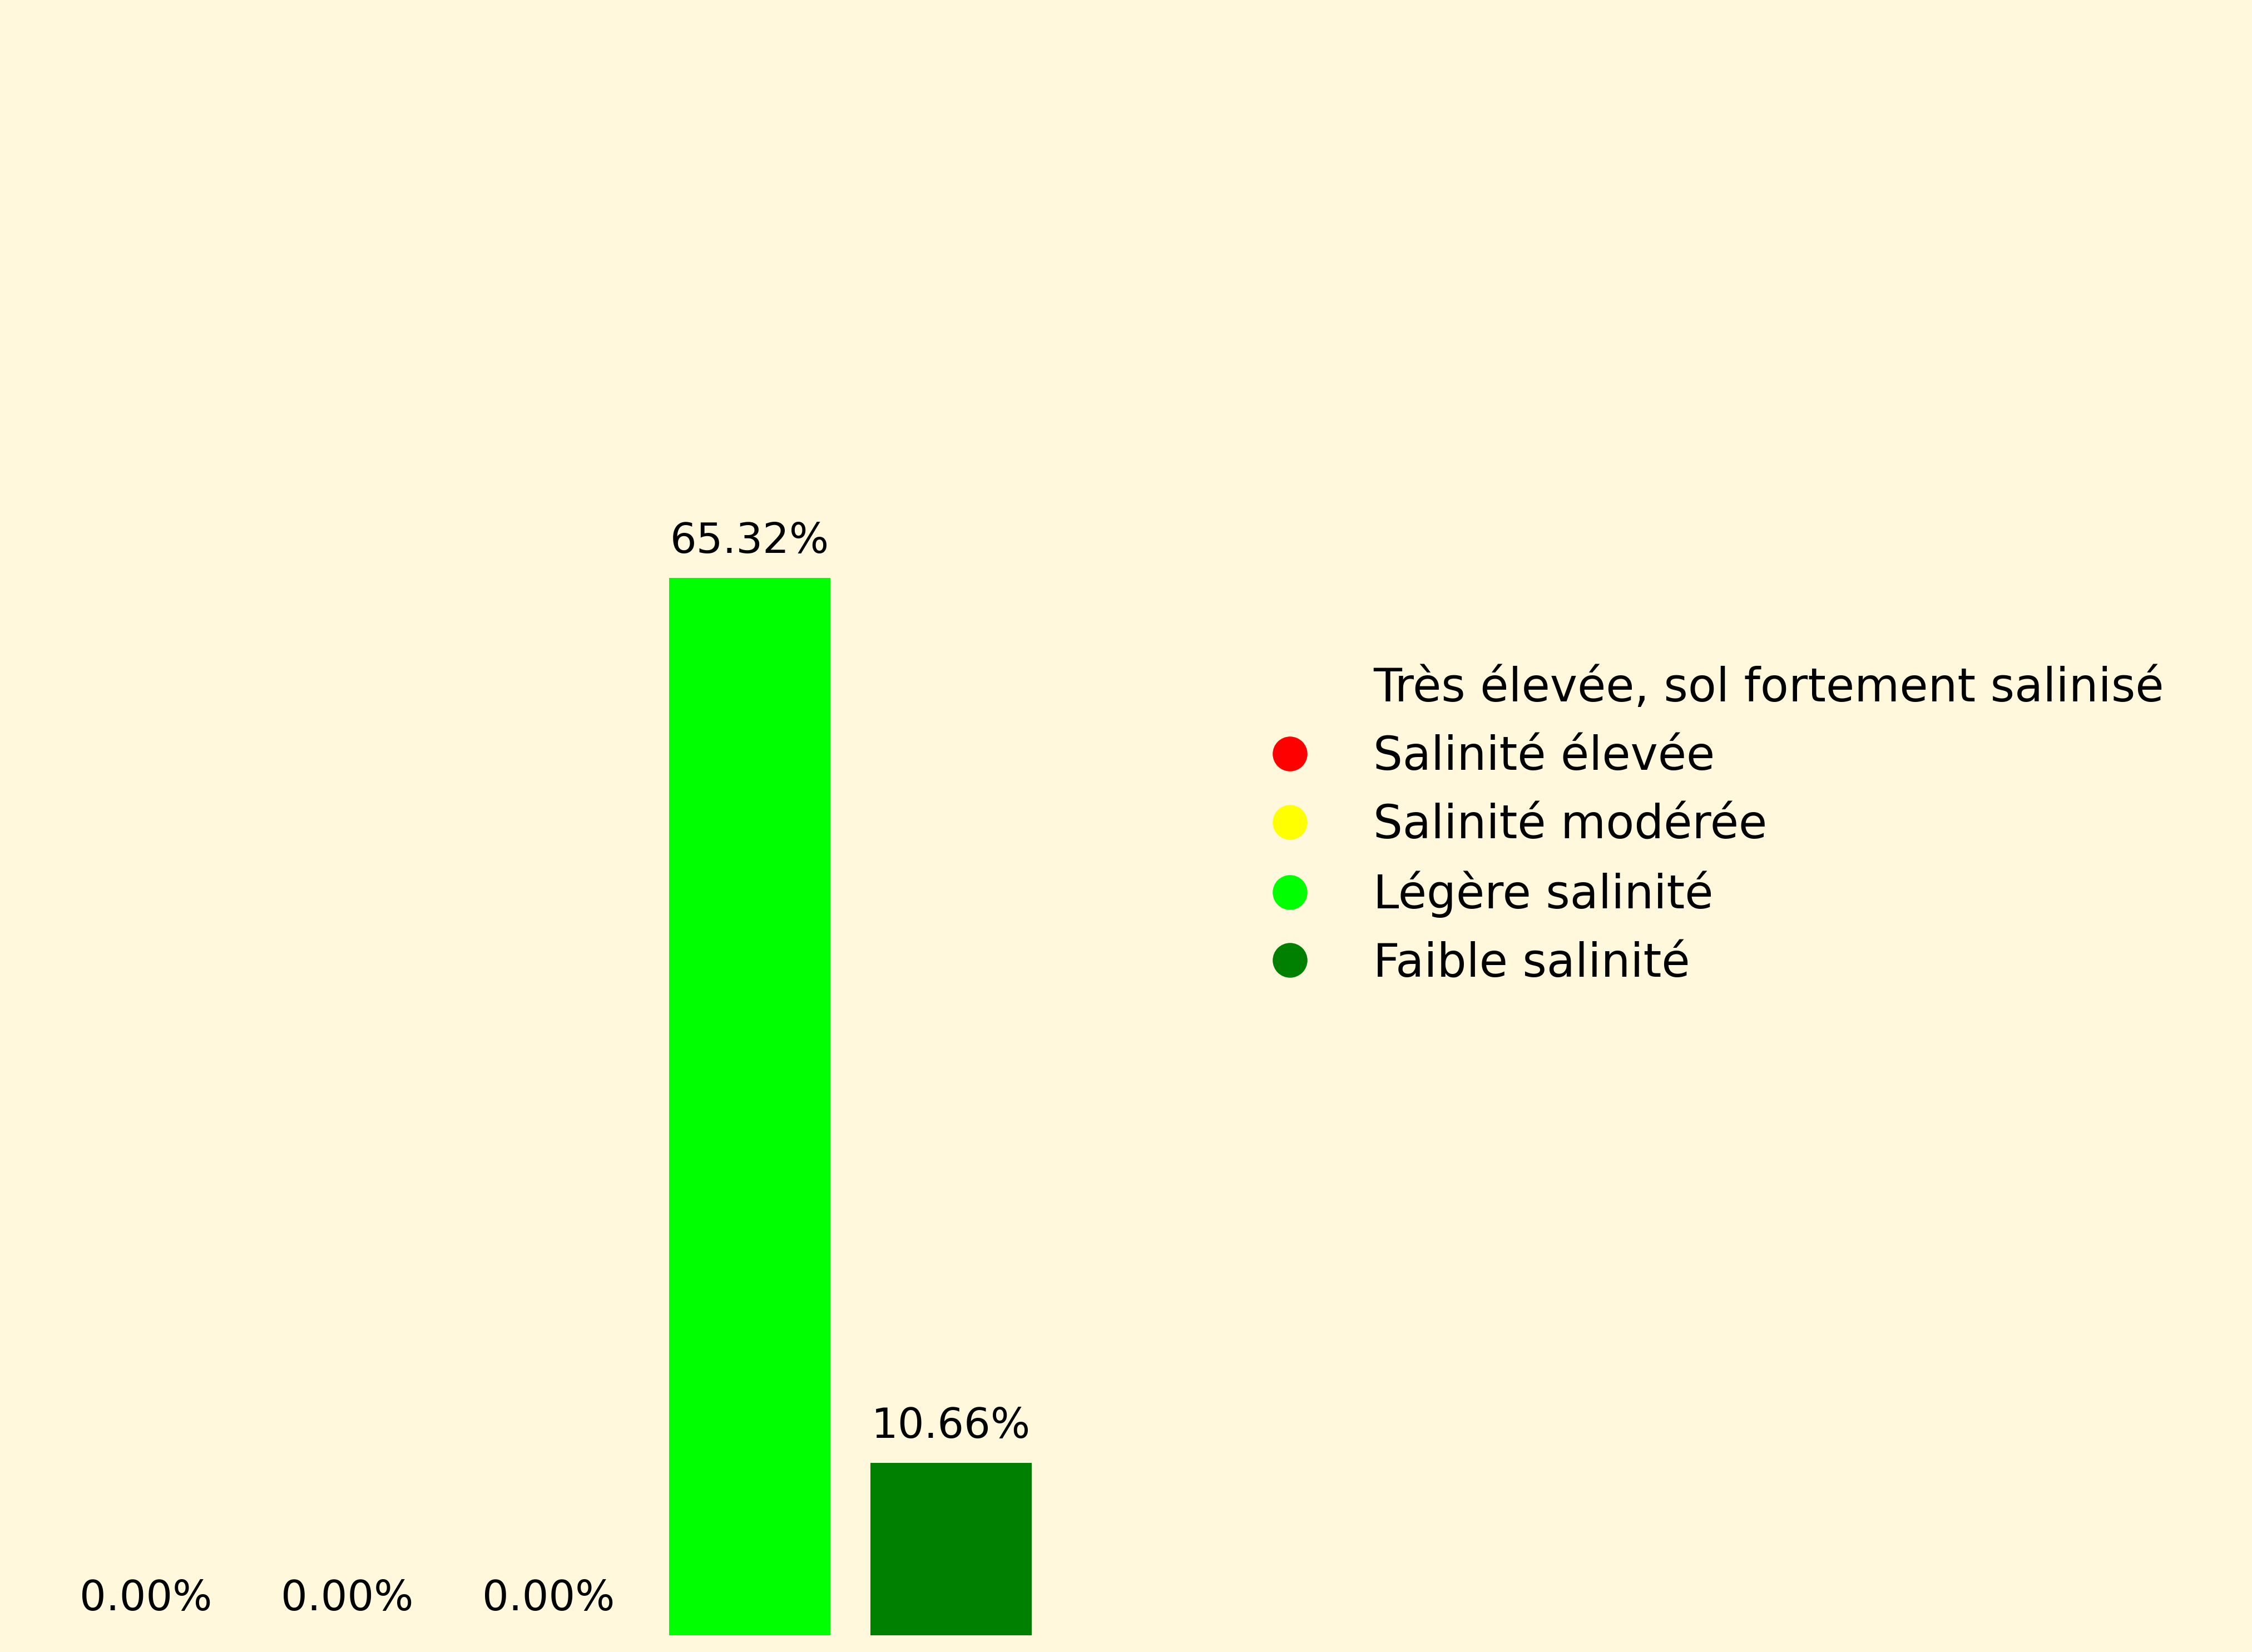 65.32%
10.66%
0.00%
0.00%
0.00%
Très élevée, sol fortement salinisé
Salinité élevée
Salinité modérée
Légère salinité
Faible salinité